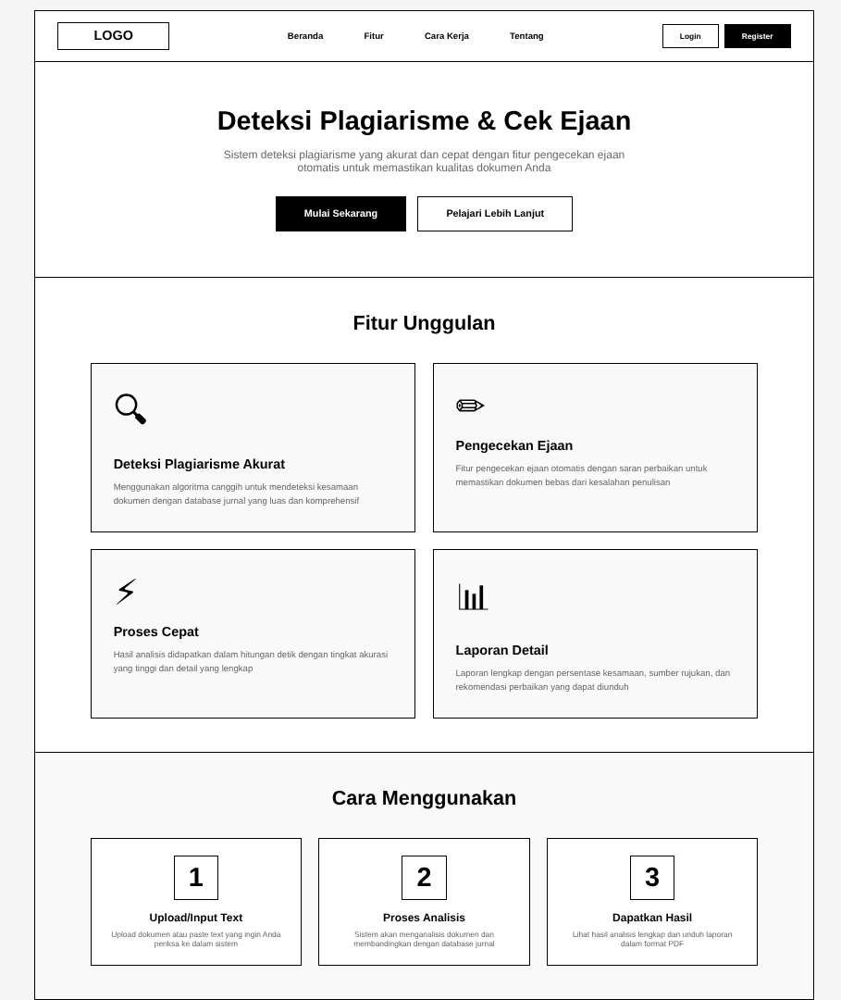 LOGO
Beranda Fitur Cara Kerja Tentang
Login Register
Deteksi Plagiarisme & Cek Ejaan
Sistem deteksi plagiarisme yang akurat dan cepat dengan fitur pengecekan ejaan
otomatis untuk memastikan kualitas dokumen Anda
Mulai Sekarang
Pelajari Lebih Lanjut
Fitur Unggulan
Deteksi Plagiarisme Akurat
Menggunakan algoritma canggih untuk mendeteksi kesamaan
dokumen dengan database jurnal yang luas dan komprehensif
Pengecekan Ejaan
Fitur pengecekan ejaan otomatis dengan saran perbaikan untuk
memastikan dokumen bebas dari kesalahan penulisan
Proses Cepat
Hasil analisis didapatkan dalam hitungan detik dengan tingkat akurasi
yang tinggi dan detail yang lengkap
Laporan Detail
Laporan lengkap dengan persentase kesamaan, sumber rujukan, dan
rekomendasi perbaikan yang dapat diunduh
Cara Menggunakan
1
Upload/Input Text
Upload dokumen atau paste text yang ingin Anda
periksa ke dalam sistem
2
Proses Analisis
Sistem akan menganalisis dokumen dan
membandingkan dengan database jurnal
3
Dapatkan Hasil
Lihat hasil analisis lengkap dan unduh laporan
dalam format PDF